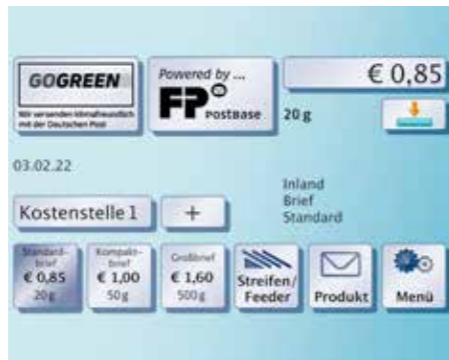 GOGREEN
Wir versenden klimafreundlich
mit der Deutschen Post
Powered by ...
FP
POSTBASE
€ 0,85
20 g
03.02.22
Inland
Brief
Standard
Kostenstelle 1
+
Standard-
brief
€ 0,85
20 g
Kompakt-
brief
€ 1,00
50 g
Großbrief
€ 1,60
500 g
Streifen/
Feeder
Produkt
Menü